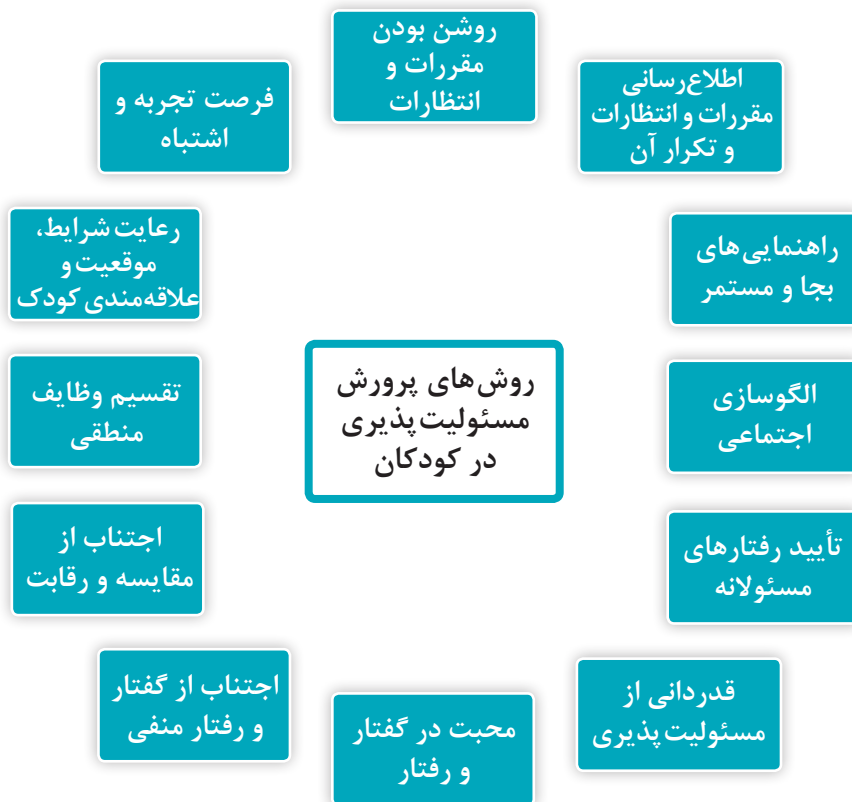 روش‌های پرورش
مسئولیت‌پذیری
در کودکان
روشن بودن
مقررات و
انتظارات
اطلاع‌رسانی
مقررات و انتظارات
و تکرار آن
راهنمایی‌های
بجا و مستمر
الگوسازی
اجتماعی
تأیید رفتارهای
مسئولانه
قدردانی از
مسئولیت‌پذیری
محبت در گفتار
و رفتار
اجتناب از گفتار
و رفتار منفی
اجتناب از
مقایسه و رقابت
تقسیم وظایف
منطقی
رعایت شرایط،
موقعیت و
علاقه‌مندی کودک
فرصت تجربه و
اشتباه